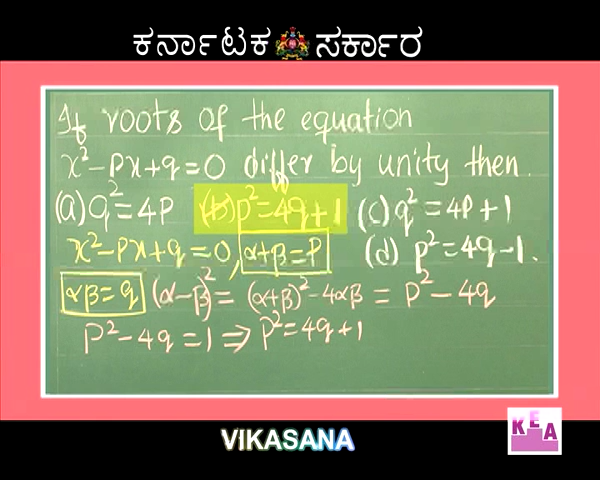 ಕರ್ನಾಟಕ ಸರ್ಕಾರ
If roots of the equation
x² - px + q = 0 differ by unity then
(a) q² = 4p (b) p² = 4q + 1 (c) q² = 4p + 1
x² - px + q = 0, α + β = p (d) p² = 4q - 1.
αβ = q (α - β)² = (α + β)² - 4αβ = p² - 4q
p² - 4q = 1 ⇒ p² = 4q + 1
VIKASANA
KEA